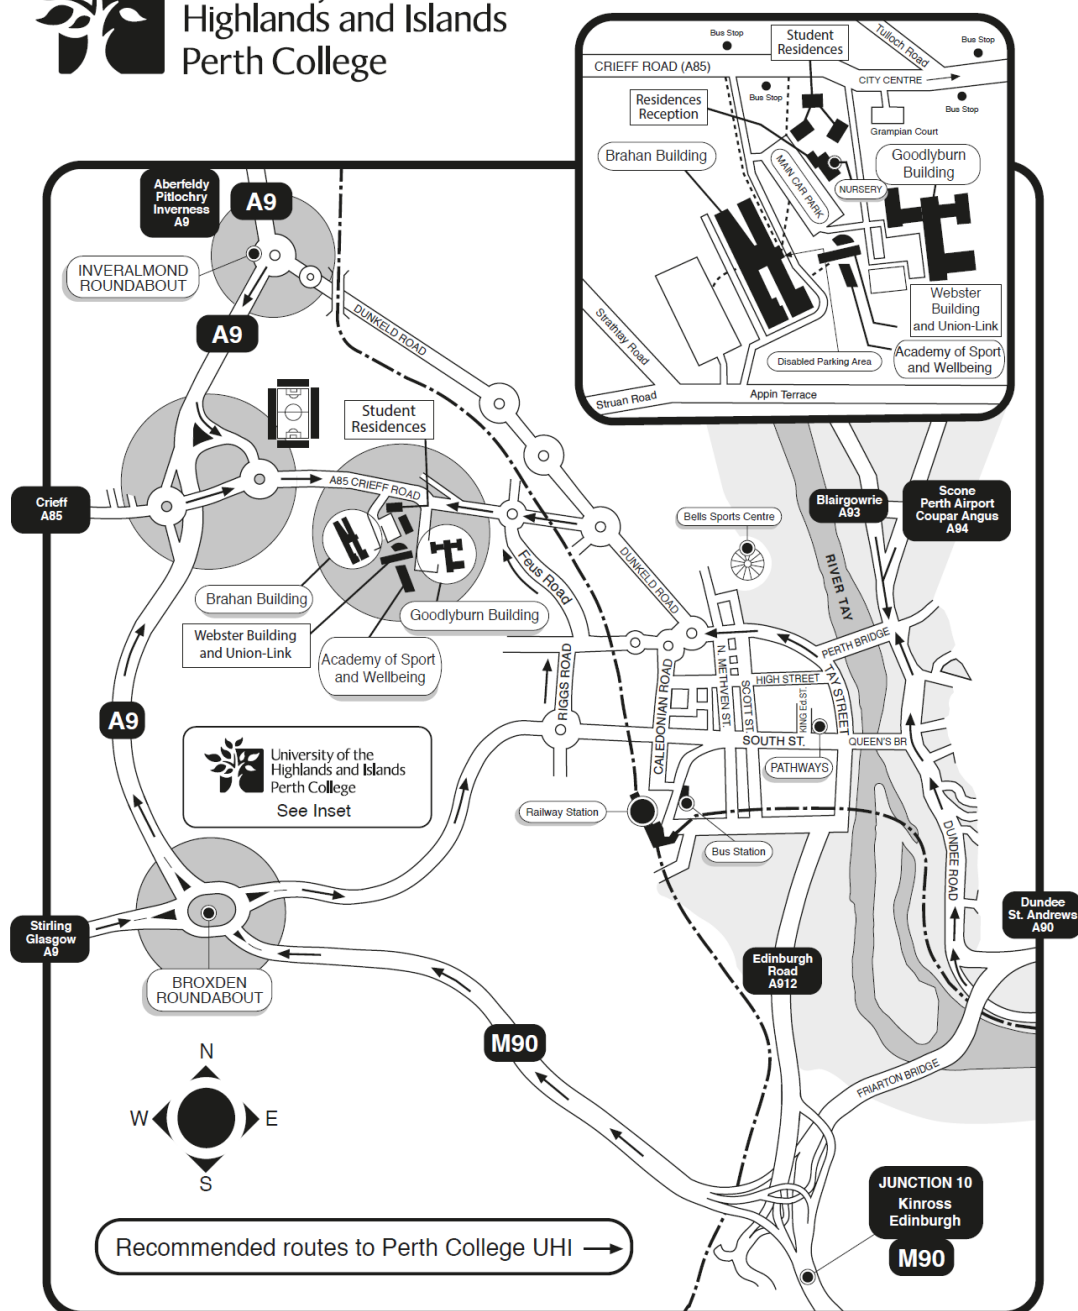 Highlands and Islands
Perth College
Bus Stop
Student
Residences
Tulloch Road
Bus Stop
CRIEFF ROAD (A85)
CITY CENTRE
Bus Stop
Bus Stop
Residences
Reception
Grampian Court
Brahan Building
MAIN CAR PARK
Goodlyburn
Building
NURSERY
Webster
Building
and Union-Link
Strathtay Road
Disabled Parking Area
Academy of Sport
and Wellbeing
Struan Road
Appin Terrace
Aberfeldy
Pitlochry
Inverness
A9
A9
INVERALMOND
ROUNDABOUT
A9
DUNKELD ROAD
Student
Residences
A85 CRIEFF ROAD
Crieff
A85
Blairgowrie
A93
Scone
Perth Airport
Coupar Angus
A94
Bells Sports Centre
RIVER TAY
Feus Road
DUNKELD ROAD
Brahan Building
Goodlyburn Building
Webster Building
and Union-Link
Academy of Sport
and Wellbeing
PERTH BRIDGE
RIGGS ROAD
CALEDONIAN ROAD
N. METHVEN ST.
SCOTT ST.
HIGH STREET
KING Ed.ST.
TAY STREET
A9
SOUTH ST.
QUEEN'S BR
PATHWAYS
University of the
Highlands and Islands
Perth College
See Inset
Railway Station
Bus Station
DUNDEE ROAD
Stirling
Glasgow
A9
Dundee
St. Andrews
A90
BROXDEN
ROUNDABOUT
Edinburgh
Road
A912
M90
FRIARTON BRIDGE
N
W
E
S
JUNCTION 10
Kinross
Edinburgh
M90
Recommended routes to Perth College UHI